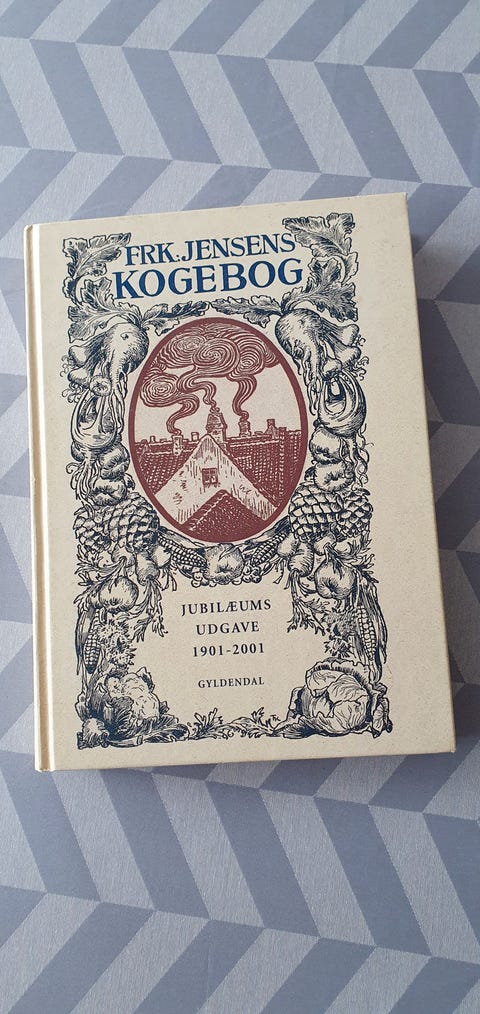 FRK. JENSENS
KOGEBOG
JUBILÆUMS
UDGAVE
1901-2001
GYLDENDAL